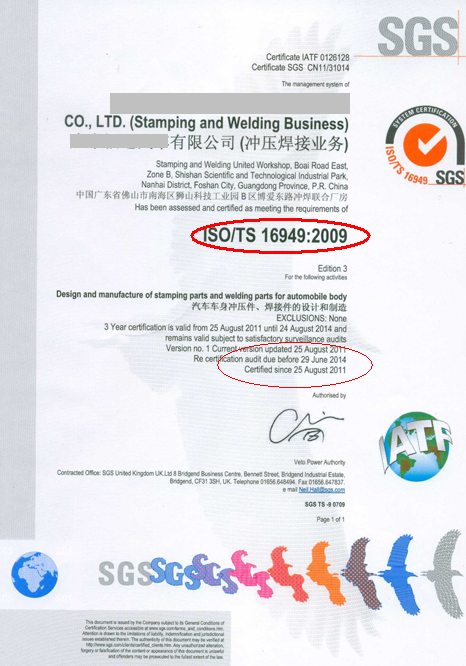 SGS
Certificate IATF 0126128
Certificate SGS CN11/31014
The management system of
CO., LTD. (Stamping and Welding Business)
有限公司 (冲压焊接业务)
SYSTEM CERTIFICATION
ISO/TS 16949
SGS
Stamping and Welding United Workshop, Boai Road East,
Zone B, Shishan Scientific and Technological Industrial Park,
Nanhai District, Foshan City, Guangdong Province, P.R. China
中国广东省佛山市南海区狮山科技工业园B区博爱东路冲焊联合厂房
Has been assessed and certified as meeting the requirements of
ISO/TS 16949:2009
Edition 3
For the following activities
Design and manufacture of stamping parts and welding parts for automobile body
汽车车身冲压件、焊接件的设计和制造
EXCLUSIONS: None
3 Year certification is valid from 25 August 2011 until 24 August 2014 and
remains valid subject to satisfactory surveillance audits
Version no. 1 Current version updated 25 August 2011
Re certification audit due before 29 June 2014
Certified since 25 August 2011
Authorised by
IATF
Veto Power Authority
Contracted Office: SGS United Kingdom UK.Ltd 8 Bridgend Business Centre, Bennett Street, Bridgend Industrial Estate,
Bridgend, CF31 3SH, UK. Telephone 01656.648494. Fax 01656.647837.
e mail Neil.Hall@sgs.com
SGS TS -9 0709
Page 1 of 1
SGS SGS SGS
This document is issued by the Company subject to its General Conditions of
Certification Services accessible at www.sgs.com/terms_and_conditions.htm.
Attention is drawn to the limitations of liability, indemnification and jurisdictional
issues established therein. The authenticity of this document may be verified at
http://www.sgs.com/clients/certified_clients.htm. Any unauthorized alteration,
forgery or falsification of the content or appearance of this document is unlawful
and offenders may be prosecuted to the fullest extent of the law.